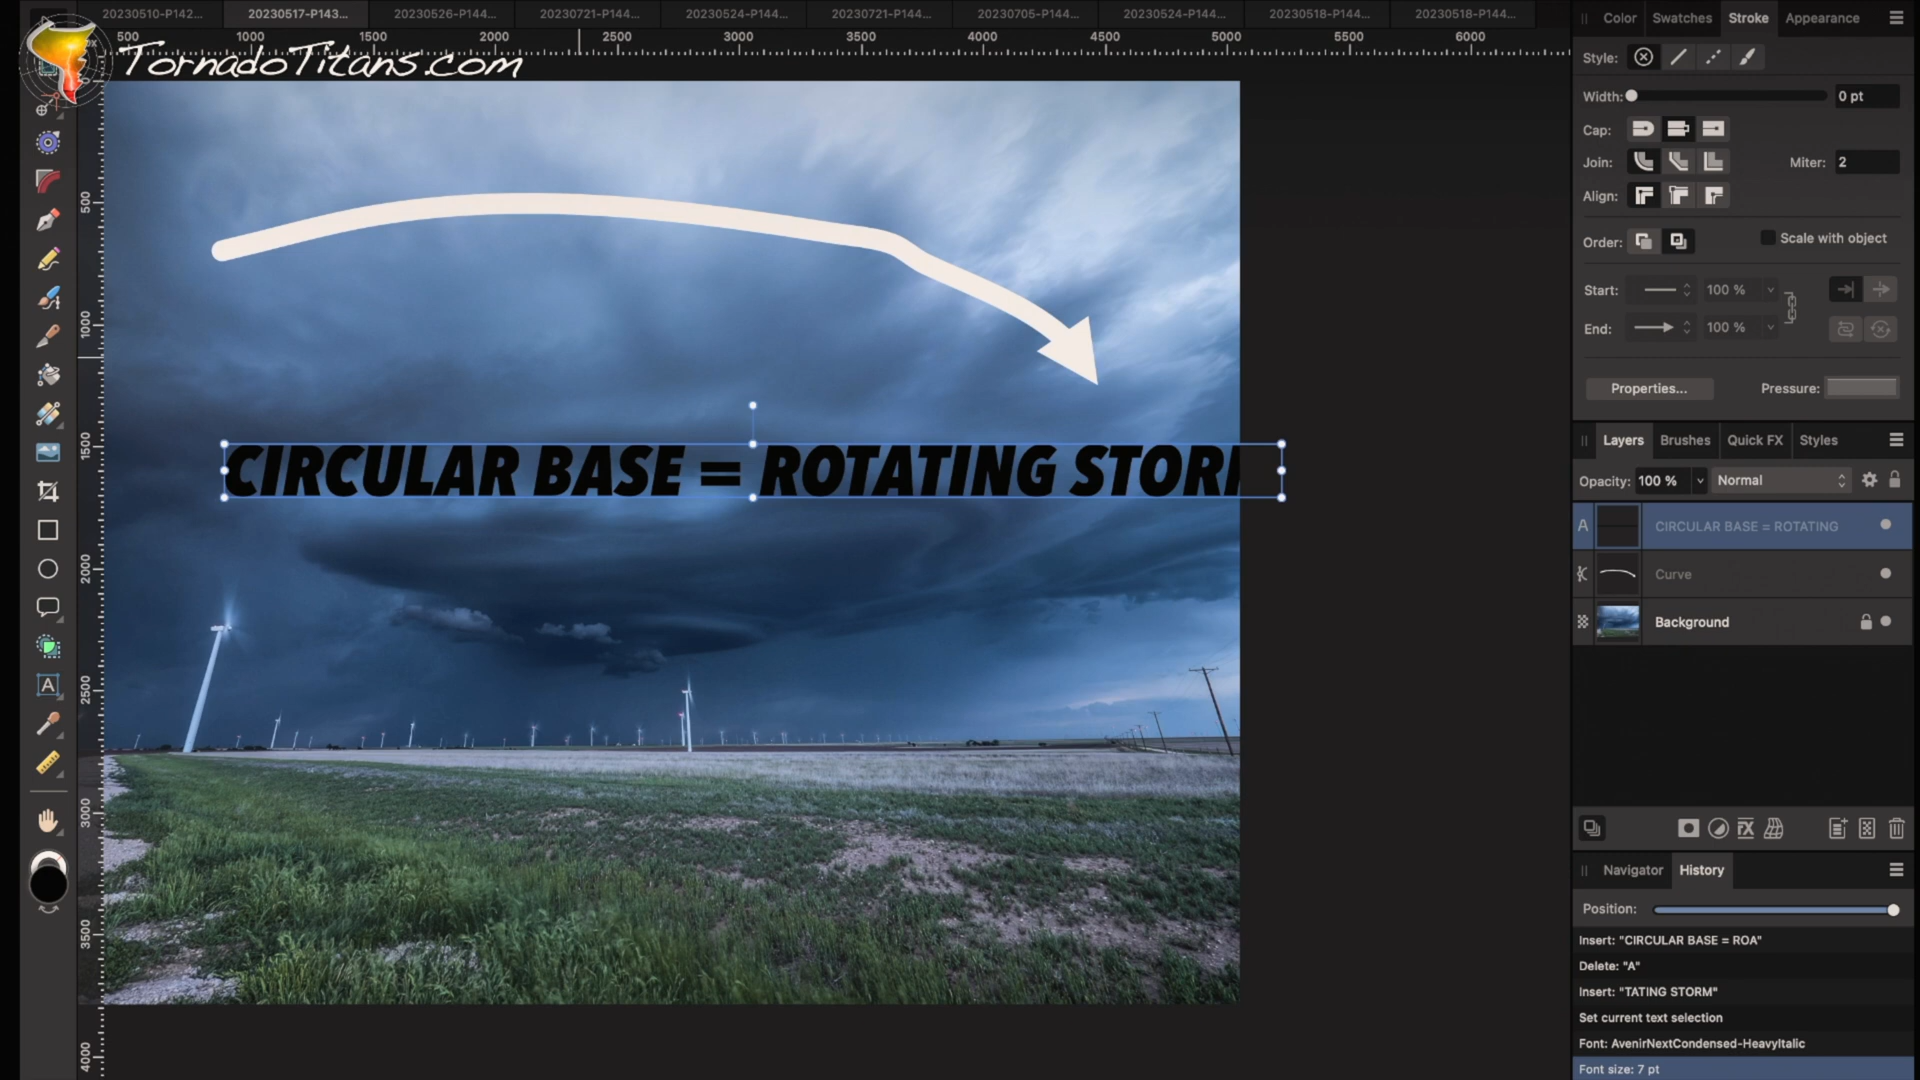 20230510-P142... 20230517-P143... 20230526-P144... 20230721-P144... 20230524-P144... 20230721-P144... 20230705-P144... 20230524-P144... 20230518-P144... 20230518-P144...
500 1000 1500 2000 2500 3000 3500 4000 4500 5000 5500 6000
TornadoTitans.com
500
1000
1500
2000
2500
3000
3500
4000
CIRCULAR BASE = ROTATING STOR
A
Color Swatches Stroke Appearance
Style:
Width: 0 pt
Cap:
Join: Miter: 2
Align:
Order: Scale with object
Start: 100 %
End: 100 %
Properties... Pressure:
Layers Brushes Quick FX Styles
Opacity: 100 % Normal
A CIRCULAR BASE = ROTATING
Curve
Background
FX
Navigator History
Position:
Insert: "CIRCULAR BASE = ROA"
Delete: "A"
Insert: "TATING STORM"
Set current text selection
Font: AvenirNextCondensed-HeavyItalic
Font size: 7 pt